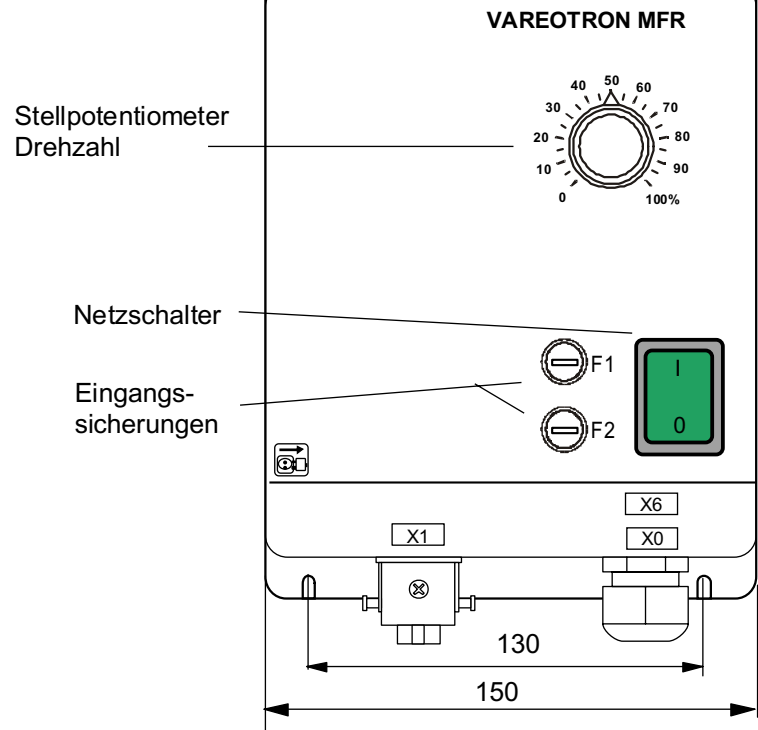 VAREOTRON MFR
Stellpotentiometer
Drehzahl
0
10
20
30
40
50
60
70
80
90
100%
Netzschalter
Eingangs-
sicherungen
F1
F2
I
0
X6
X1
X0
130
150